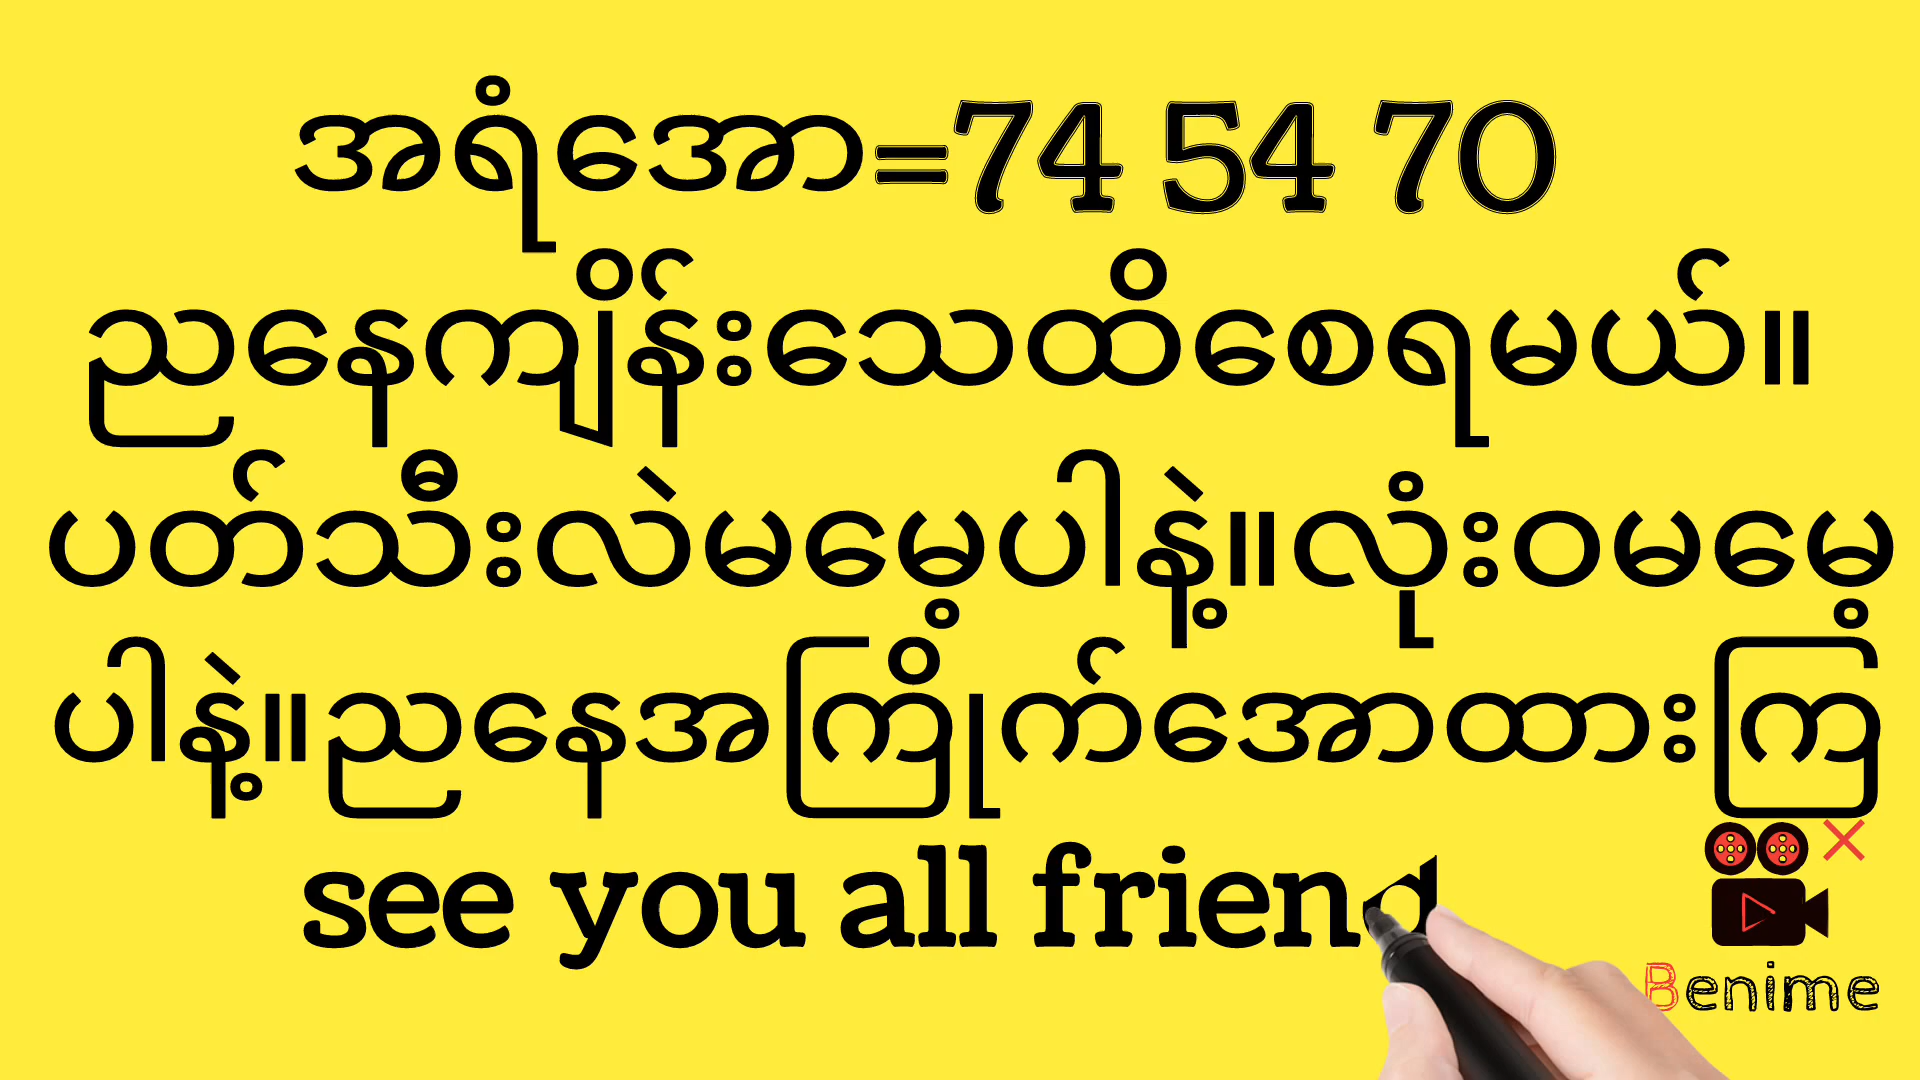 အရံအော=74 54 70
ညနေကျိန်းသေထိစေရမယ်။
ပတ်သီးလဲမမေ့ပါနဲ့။လုံးဝမမေ့
ပါနဲ့။ညနေအကြိုက်အောထားကြ
see you all friend
Benime